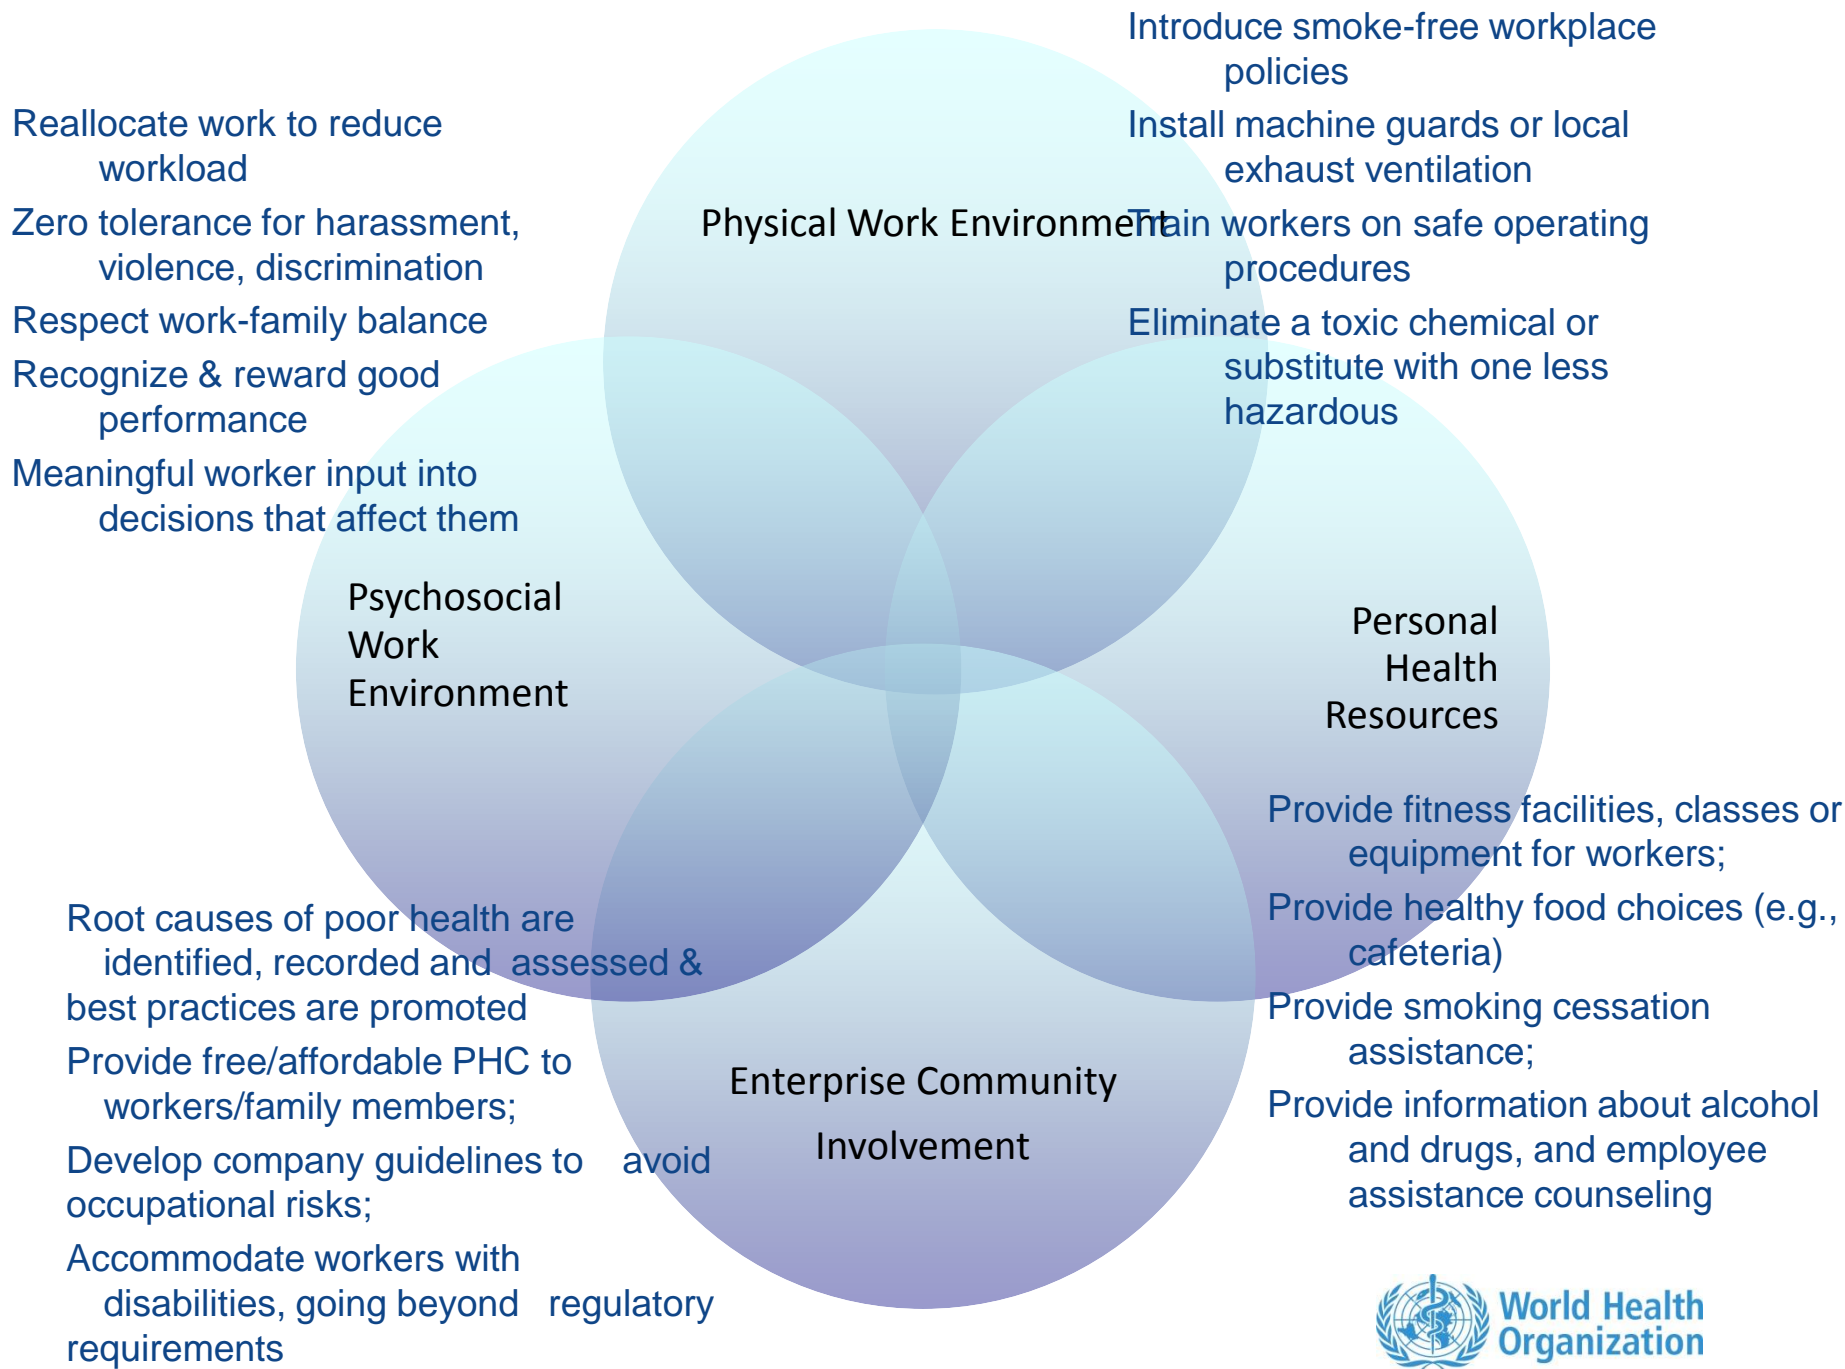 Introduce smoke-free workplace
policies
Install machine guards or local
exhaust ventilation
Train workers on safe operating
procedures
Eliminate a toxic chemical or
substitute with one less
hazardous
Reallocate work to reduce
workload
Zero tolerance for harassment,
violence, discrimination
Respect work-family balance
Recognize & reward good
performance
Meaningful worker input into
decisions that affect them
Physical Work Environment
Psychosocial
Work
Environment
Personal
Health
Resources
Enterprise Community
Involvement
Root causes of poor health are
identified, recorded and assessed &
best practices are promoted
Provide free/affordable PHC to
workers/family members;
Develop company guidelines to avoid
occupational risks;
Accommodate workers with
disabilities, going beyond regulatory
requirements
Provide fitness facilities, classes or
equipment for workers;
Provide healthy food choices (e.g.,
cafeteria)
Provide smoking cessation
assistance;
Provide information about alcohol
and drugs, and employee
assistance counseling
World Health
Organization